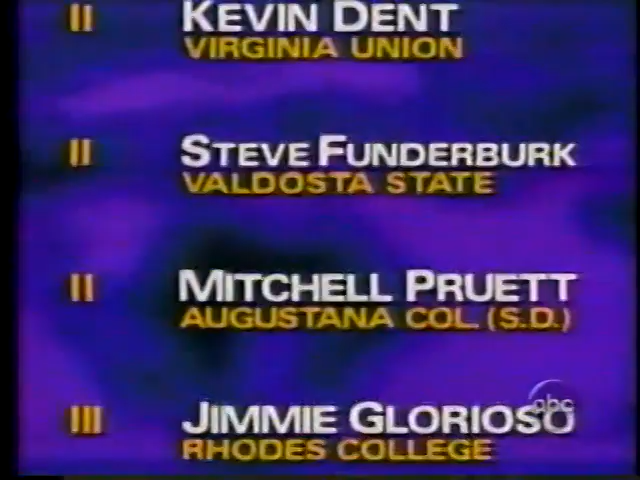 II KEVIN DENT
VIRGINIA UNION
II STEVE FUNDERBURK
VALDOSTA STATE
II MITCHELL PRUETT
AUGUSTANA COL. (S.D.)
III JIMMIE GLORIOSO
RHODES COLLEGE
abc